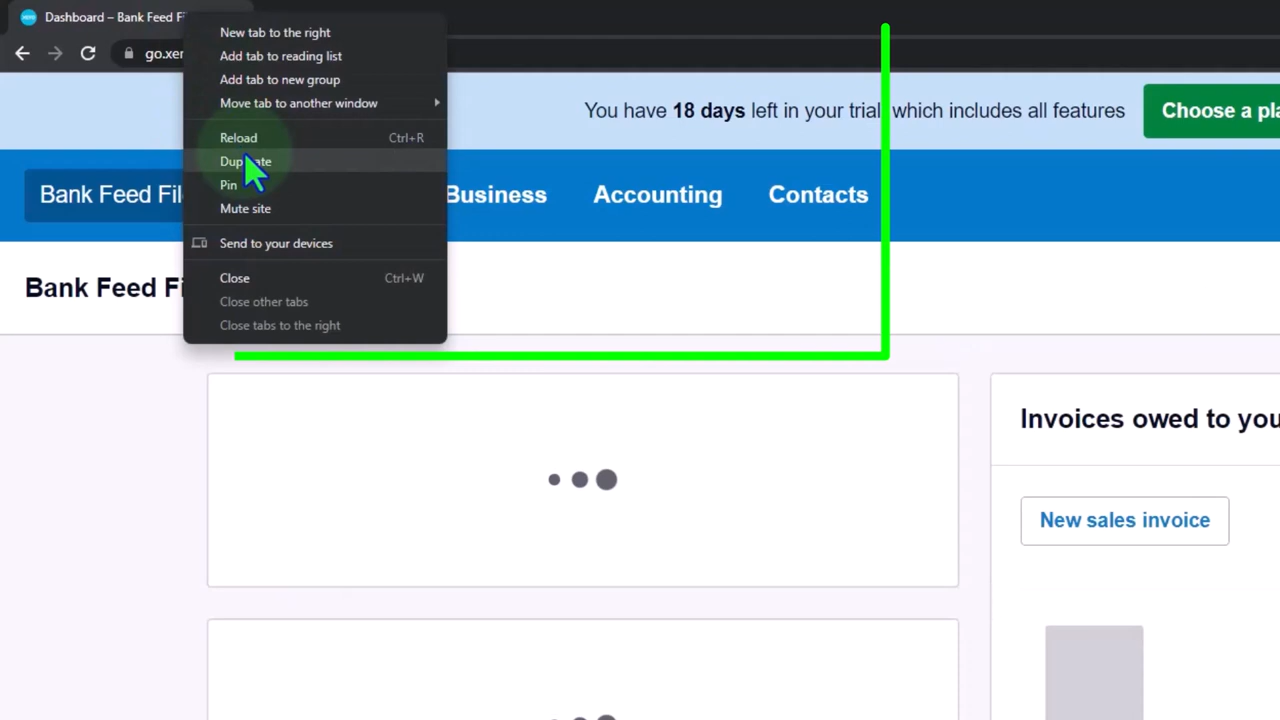 Dashboard – Bank Feed Fi
New tab to the right
Add tab to reading list
Add tab to new group
Move tab to another window
Reload Ctrl+R
Duplicate
Pin
Mute site
Send to your devices
Close Ctrl+W
Close other tabs
Close tabs to the right
go.xer
You have 18 days left in your trial, which includes all features
Choose a pla
Bank Feed Fil
Business
Accounting
Contacts
Bank Feed Fi
Invoices owed to you
New sales invoice